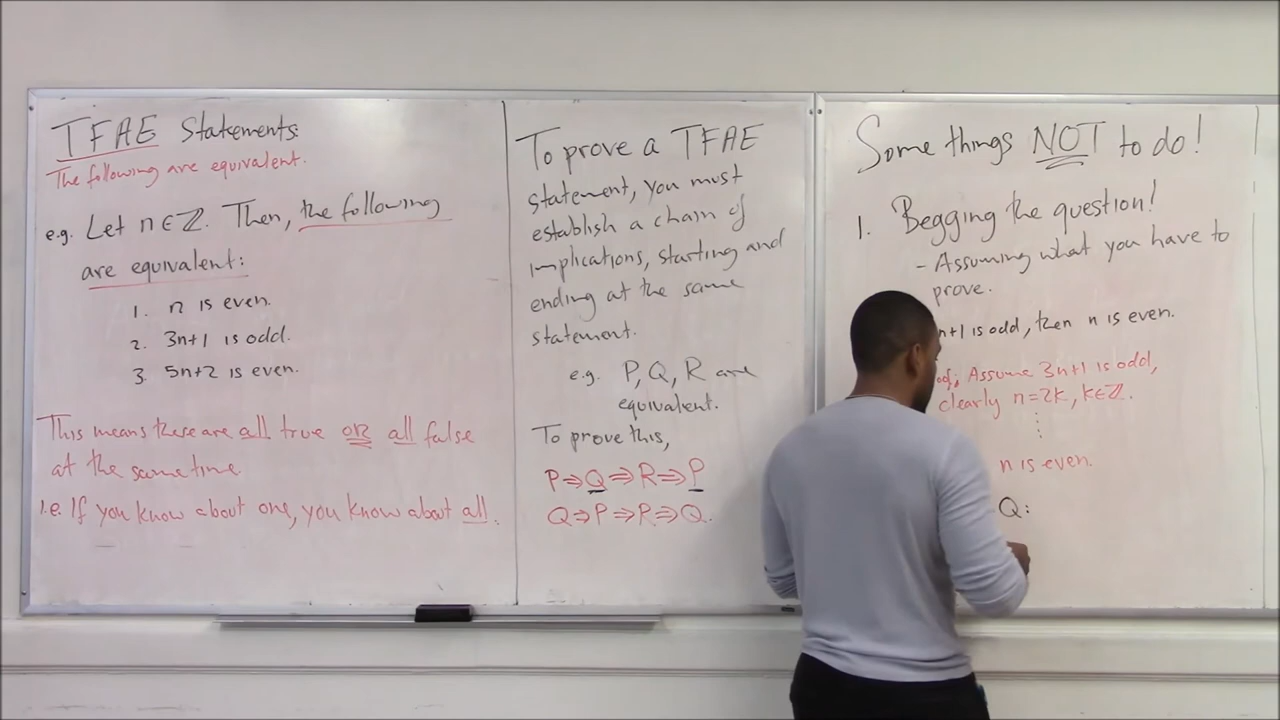 TFAE Statements:
The following are equivalent.
e.g. Let n∈ℤ. Then, the following
are equivalent:
1. n is even.
2. 3n+1 is odd.
3. 5n+2 is even.
This means these are all true or all false
at the same time
i.e. If you know about one, you know about all.
To prove a TFAE
statement, you must
establish a chain of
implications, starting and
ending at the same
statement.
e.g. P, Q, R are
equivalent.
To prove this,
P⇒Q⇒R⇒P
Q⇒P⇒R⇒Q.
Some things NOT to do!
1. Begging the question!
- Assuming what you have to
prove.
n+1 is odd, then n is even.
of: Assume 3n+1 is odd,
clearly n=2k, k∈ℤ.
⋮
n is even.
Q: